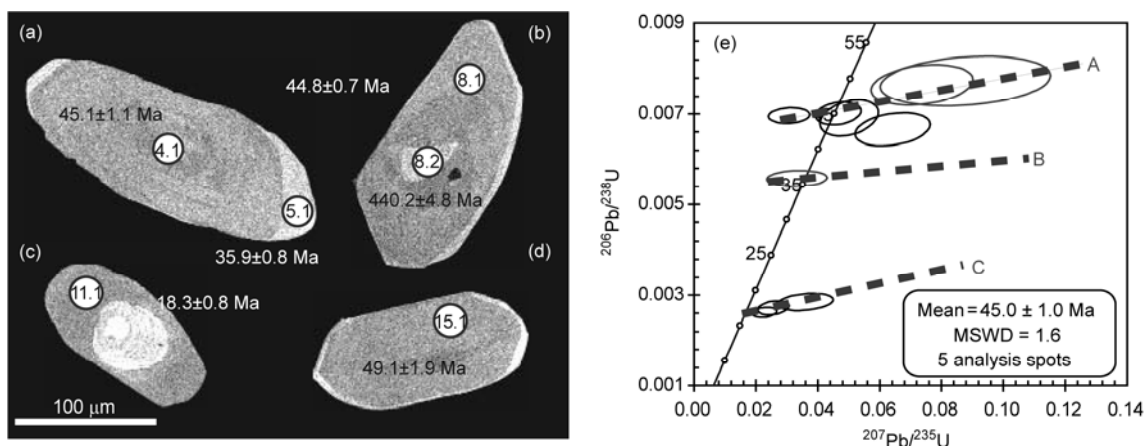 (a)
(b)
44.8±0.7 Ma
8.1
45.1±1.1 Ma
4.1
8.2
5.1
440.2±4.8 Ma
35.9±0.8 Ma
(c)
(d)
11.1
18.3±0.8 Ma
15.1
49.1±1.9 Ma
100 µm
(e)
0.009
0.007
0.005
0.003
0.001
²⁰⁶Pb/²³⁸U
55
A
35
B
25
C
Mean = 45.0 ± 1.0 Ma
MSWD = 1.6
5 analysis spots
0.00 0.02 0.04 0.06 0.08 0.10 0.12 0.14
²⁰⁷Pb/²³⁵U